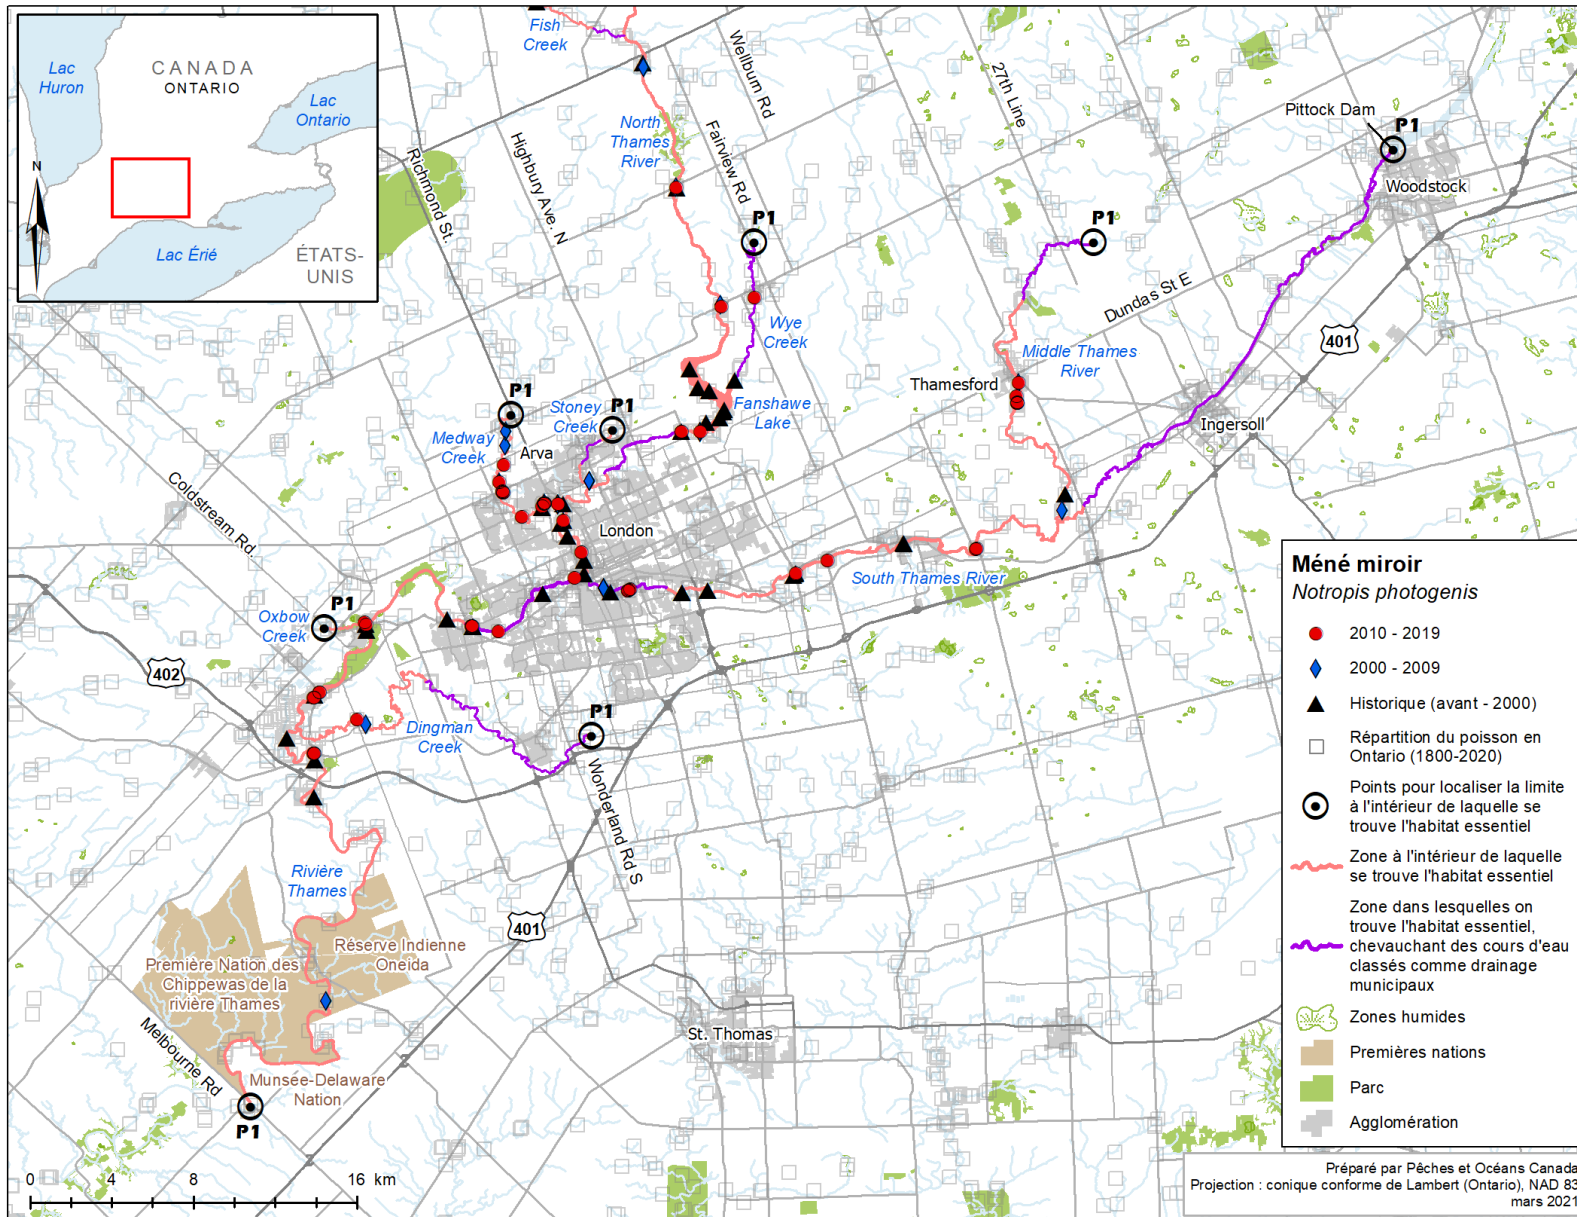 Lac
Huron
CANADA
ONTARIO
Lac
Ontario
N
Lac Érié
ÉTATS-
UNIS
Fish
Creek
Wellburn Rd
27th Line
Pittock Dam
P1
Woodstock
North
Thames
River
Fairview Rd
Highbury Ave. N
Richmond St.
P1
P1
Dundas St E
401
Wye
Creek
Middle Thames
River
Thamesford
Fanshawe
Lake
P1
Stoney
Creek
P1
Medway
Creek
Arva
Ingersoll
Coldstream Rd.
London
South Thames River
Oxbow
Creek
P1
402
Dingman
Creek
P1
Wonderland Rd S
Rivière
Thames
401
Réserve Indienne
Oneida
Première Nation des
Chippewas de la
rivière Thames
Melbourne Rd
Munsee-Delaware
Nation
P1
St. Thomas
0 4 8 16 km
Méné miroir
Notropis photogenis
2010 - 2019
2000 - 2009
Historique (avant - 2000)
Répartition du poisson en
Ontario (1800-2020)
Points pour localiser la limite
à l'intérieur de laquelle se
trouve l'habitat essentiel
Zone à l'intérieur de laquelle
se trouve l'habitat essentiel
Zone dans lesquelles on
trouve l'habitat essentiel,
chevauchant des cours d'eau
classés comme drainage
municipaux
Zones humides
Premières nations
Parc
Agglomération
Préparé par Pêches et Océans Canada
Projection : conique conforme de Lambert (Ontario), NAD 83
mars 2021